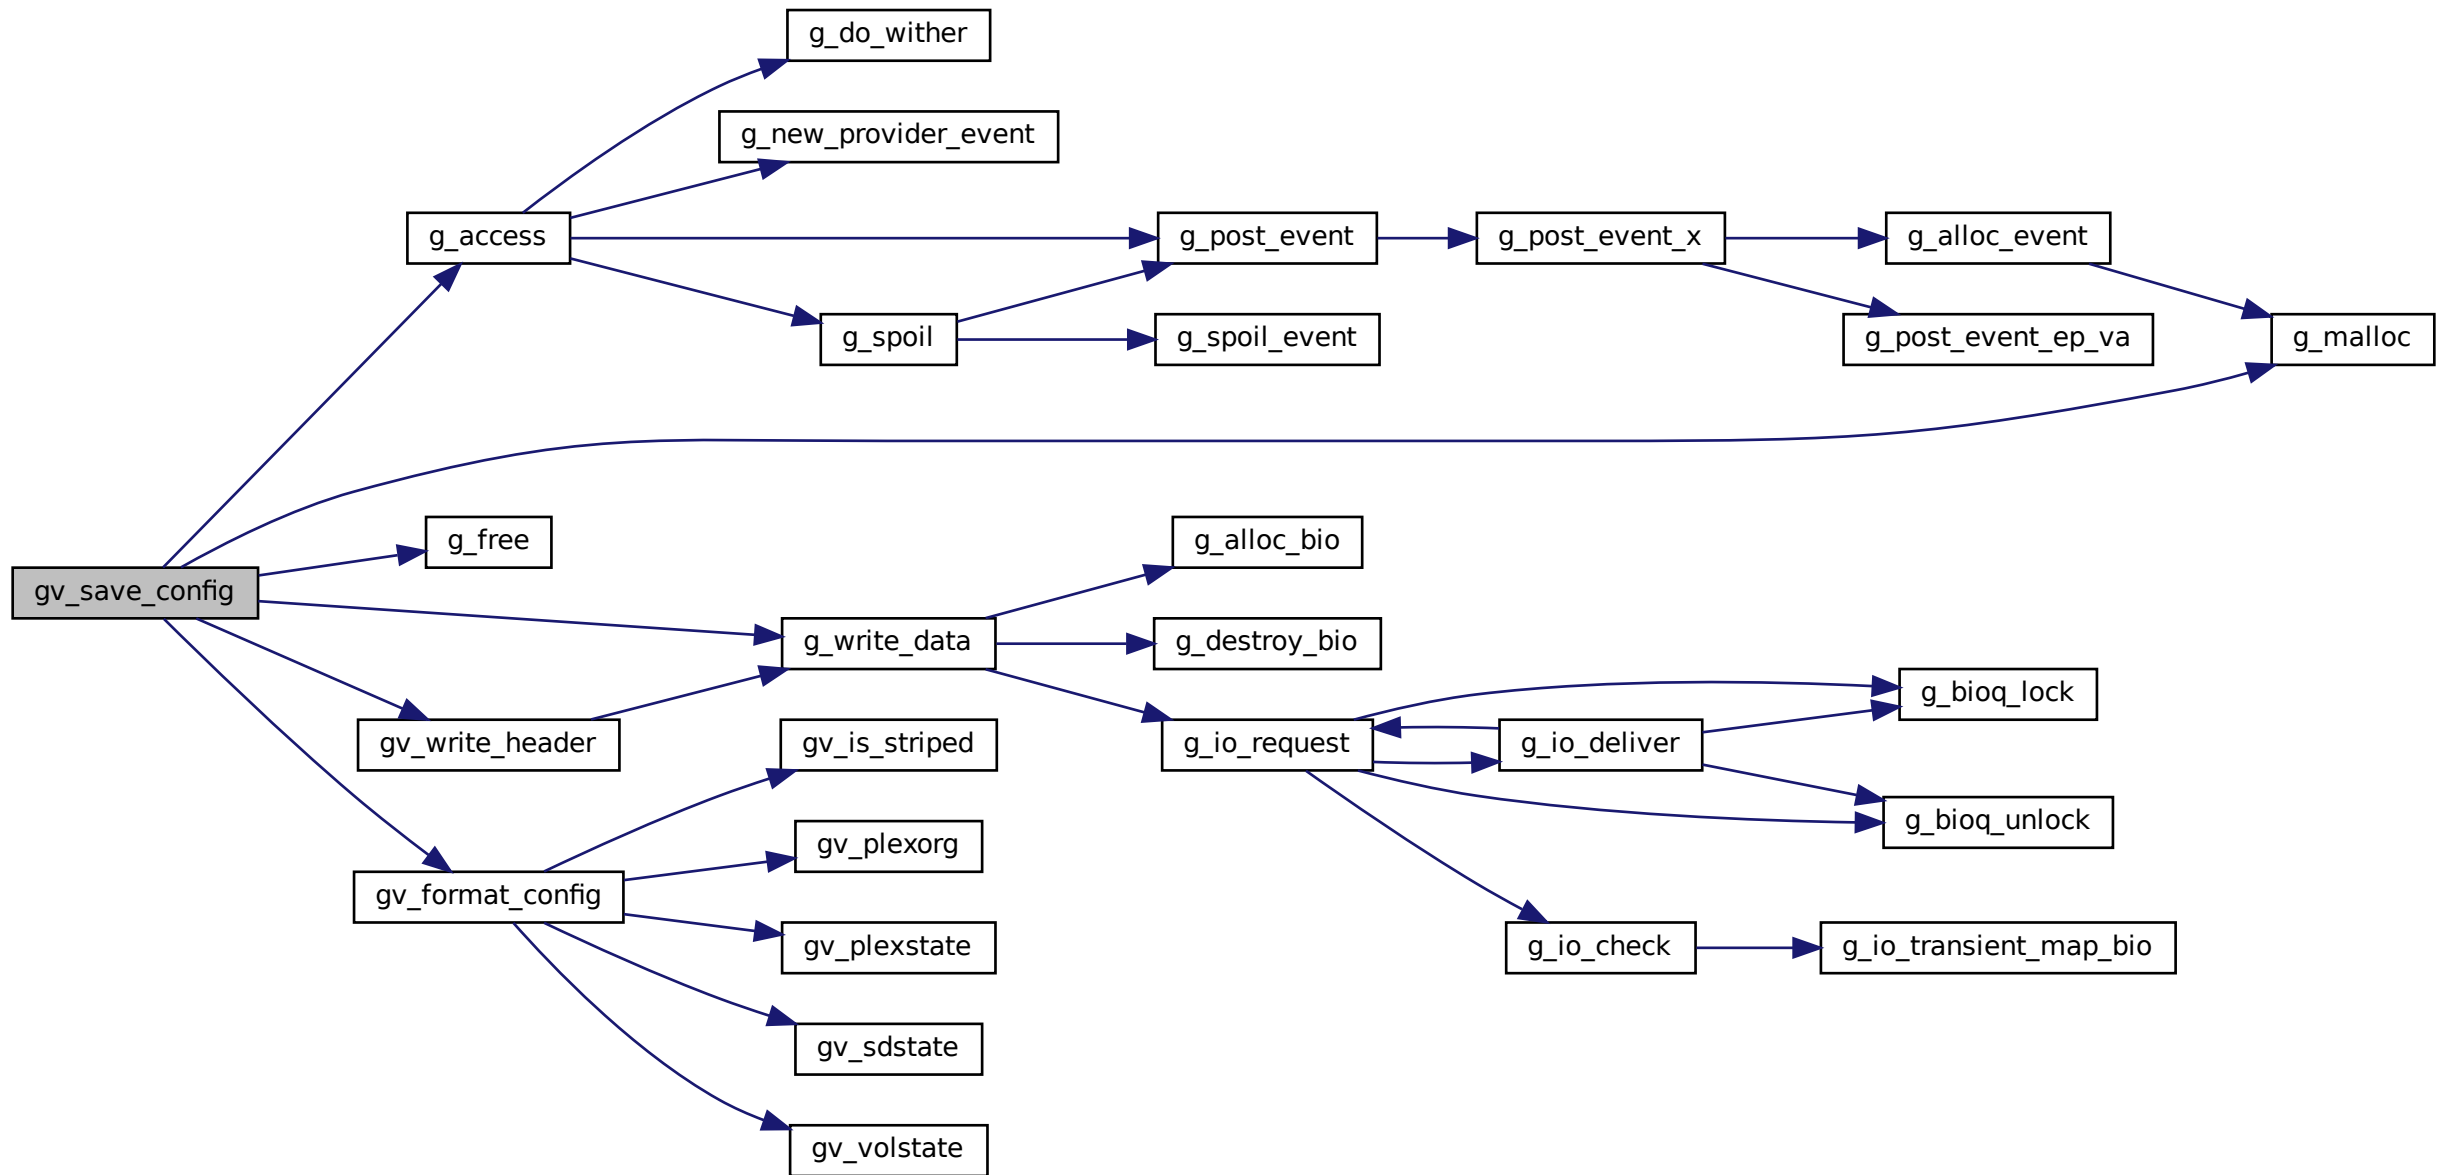 g_do_wither
g_new_provider_event
g_access
g_post_event
g_post_event_x
g_alloc_event
g_spoil
g_spoil_event
g_post_event_ep_va
g_malloc
g_free
g_alloc_bio
gv_save_config
g_write_data
g_destroy_bio
g_bioq_lock
gv_write_header
gv_is_striped
g_io_request
g_io_deliver
g_bioq_unlock
gv_plexorg
gv_format_config
gv_plexstate
g_io_check
g_io_transient_map_bio
gv_sdstate
gv_volstate